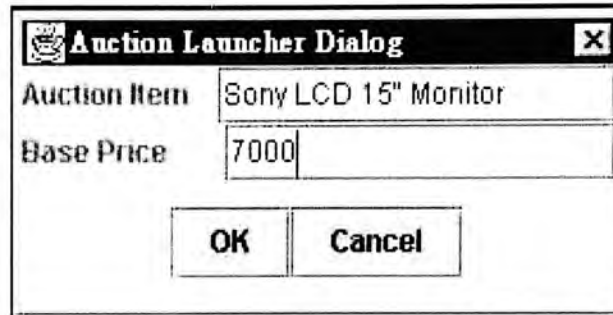 Auction Launcher Dialog
Auction Item Sony LCD 15" Monitor
Base Price 7000
OK Cancel